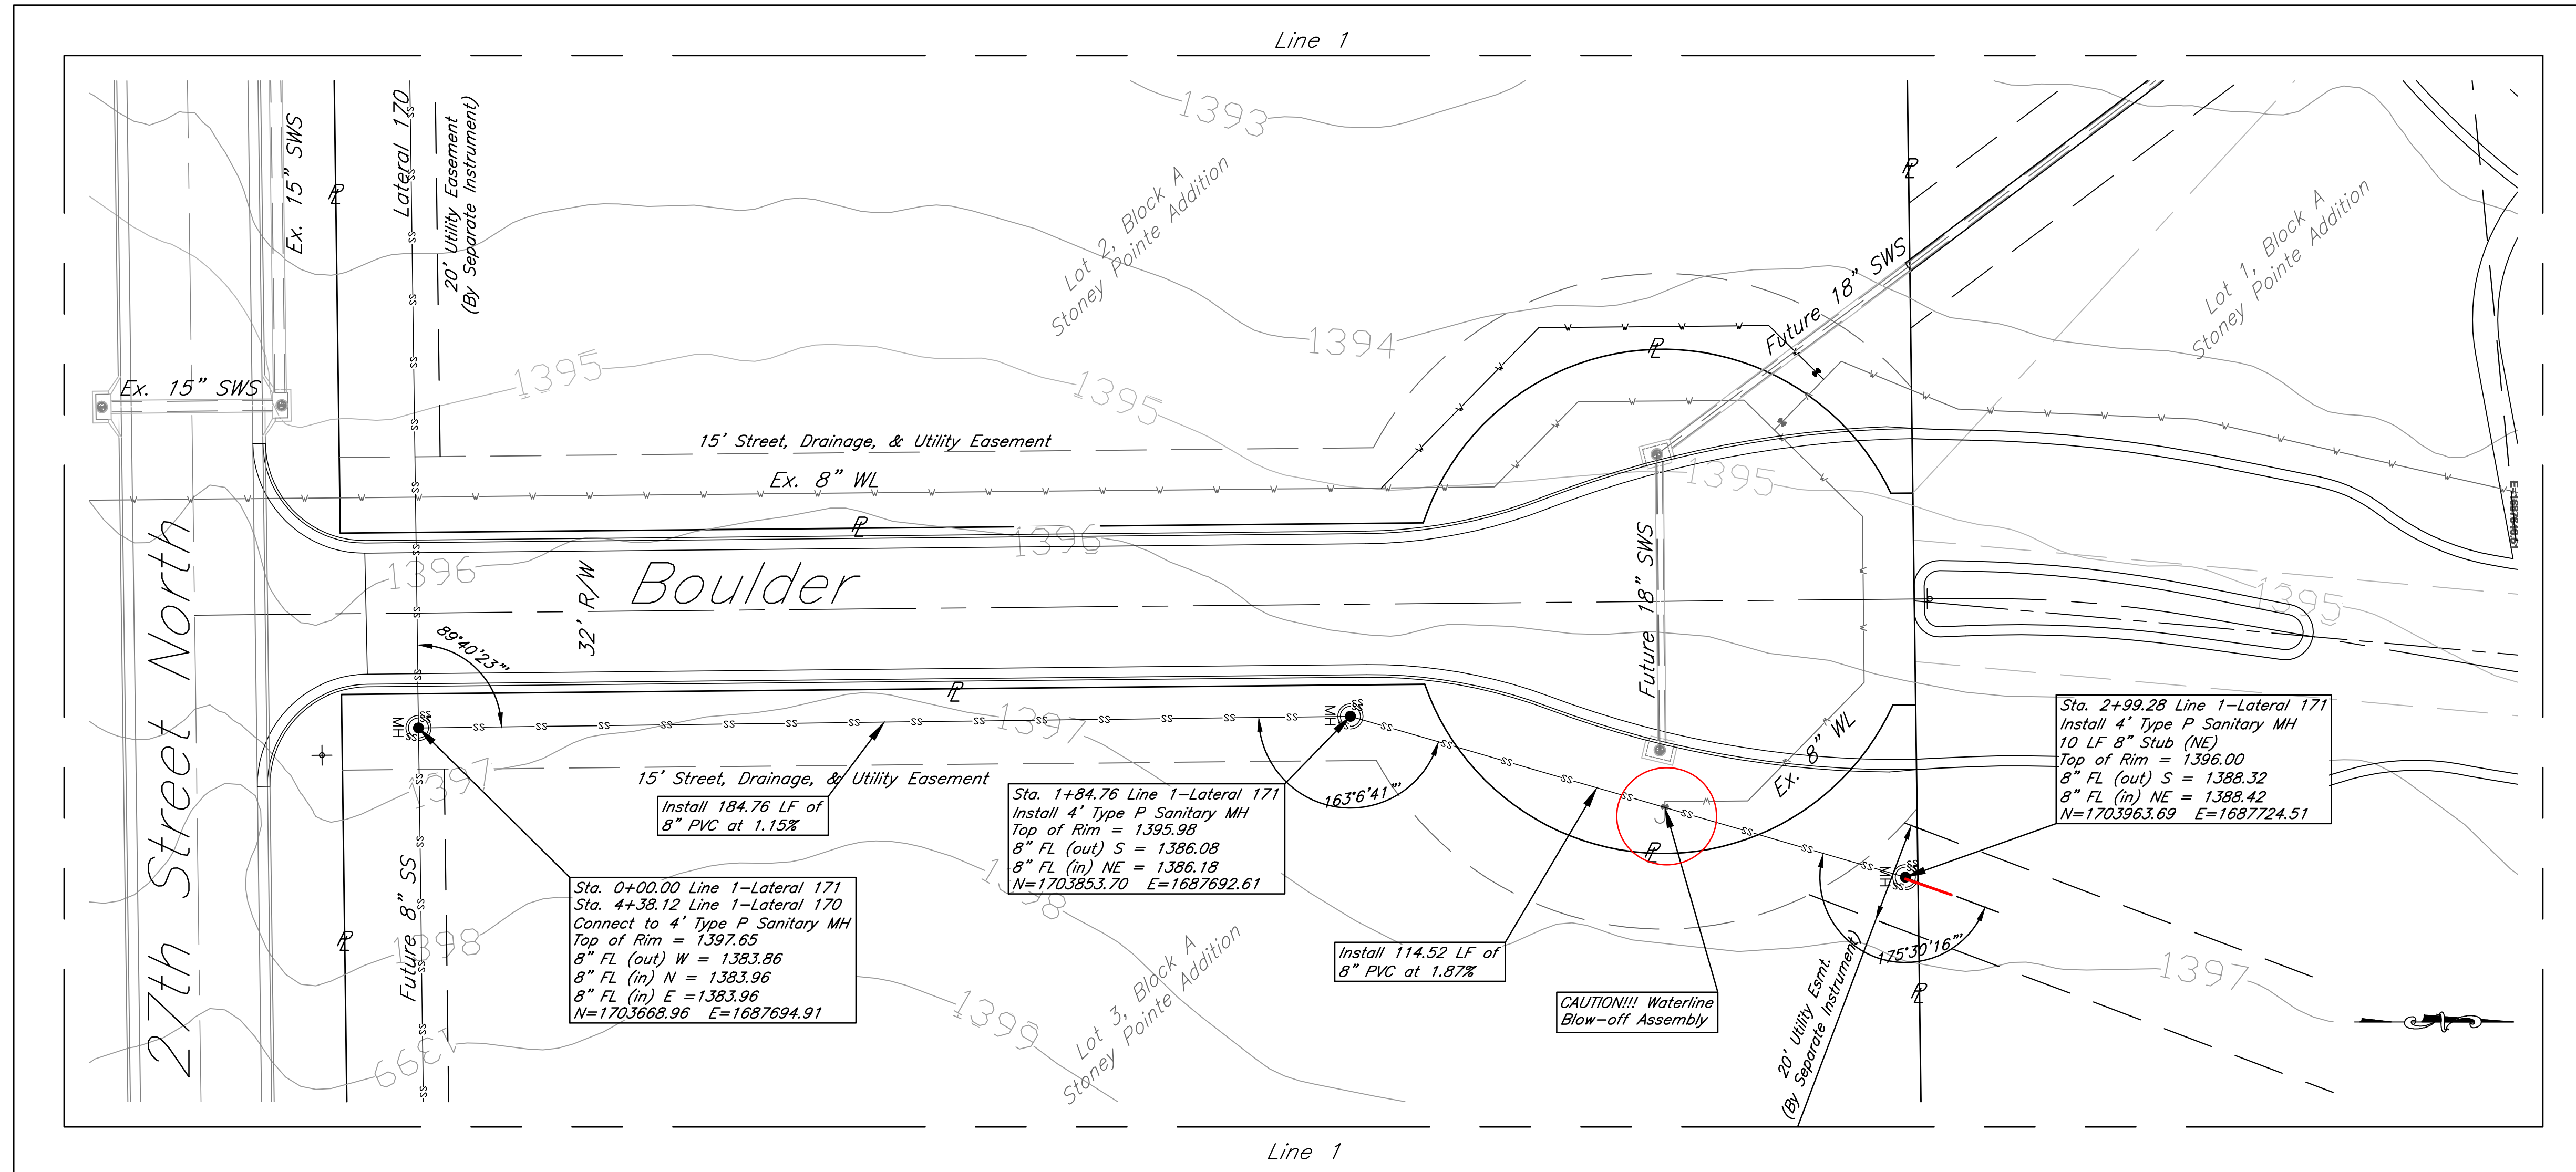 Line 1
Ex. 15" SWS
Lateral 170
20' Utility Easement
(By Separate Instrument)
1393
Lot 2, Block A
Stoney Pointe Addition
Lot 1, Block A
Stoney Pointe Addition
Future 18" SWS
1394
1395
1395
Ex. 15" SWS
15' Street, Drainage, & Utility Easement
Ex. 8" WL
1395
1396
1396
32' R/W
Boulder
Future 18" SWS
1395
27th Street North
89°40'23"
MH
MH
1397
1397
15' Street, Drainage, & Utility Easement
Install 184.76 LF of
8" PVC at 1.15%
Sta. 1+84.76 Line 1-Lateral 171
Install 4' Type P Sanitary MH
Top of Rim = 1395.98
8" FL (out) S = 1386.08
8" FL (in) NE = 1386.18
N=1703853.70 E=1687692.61
163°6'41"
Ex. 8" WL
Sta. 2+99.28 Line 1-Lateral 171
Install 4' Type P Sanitary MH
10 LF 8" Stub (NE)
Top of Rim = 1396.00
8" FL (out) S = 1388.32
8" FL (in) NE = 1388.42
N=1703963.69 E=1687724.51
MH
Sta. 0+00.00 Line 1-Lateral 171
Sta. 4+38.12 Line 1-Lateral 170
Connect to 4' Type P Sanitary MH
Top of Rim = 1397.65
8" FL (out) W = 1383.86
8" FL (in) N = 1383.96
8" FL (in) E =1383.96
N=1703668.96 E=1687694.91
Future 8" SS
1398
1398
1399
1399
Lot 3, Block A
Stoney Pointe Addition
Install 114.52 LF of
8" PVC at 1.87%
CAUTION!!! Waterline
Blow-off Assembly
175°30'16"
20' Utility Esmt.
(By Separate Instrument)
1397
Line 1